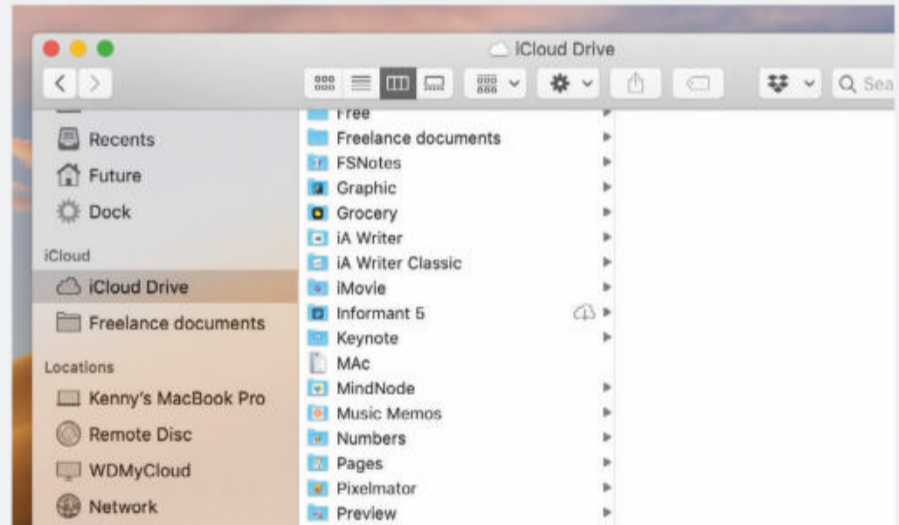 iCloud Drive
Sea
Recents
Future
Dock
iCloud
iCloud Drive
Freelance documents
Locations
Kenny's MacBook Pro
Remote Disc
WDMyCloud
Network
Free
Freelance documents
FSNotes
Graphic
Grocery
iA Writer
iA Writer Classic
iMovie
Informant 5
Keynote
MAc
MindNode
Music Memos
Numbers
Pages
Pixelmator
Preview